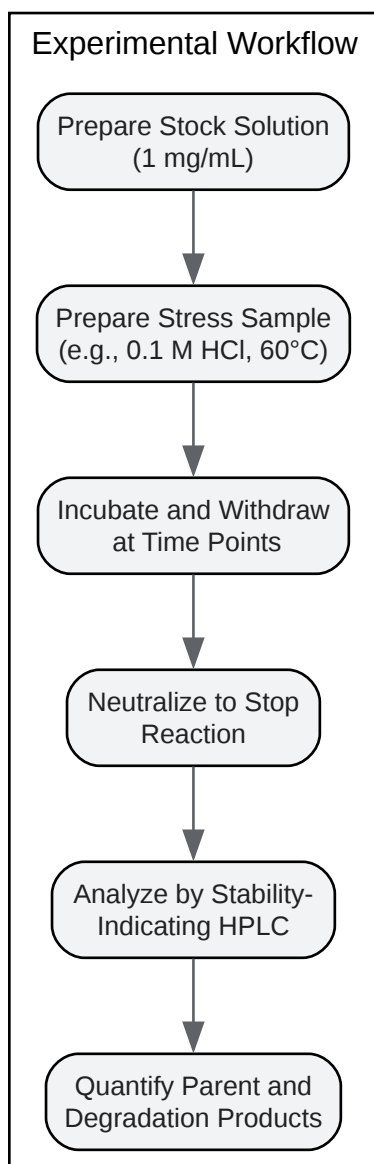 Experimental Workflow
Prepare Stock Solution
(1 mg/mL)
Prepare Stress Sample
(e.g., 0.1 M HCl, 60°C)
Incubate and Withdraw
at Time Points
Neutralize to Stop
Reaction
Analyze by Stability-
Indicating HPLC
Quantify Parent and
Degradation Products